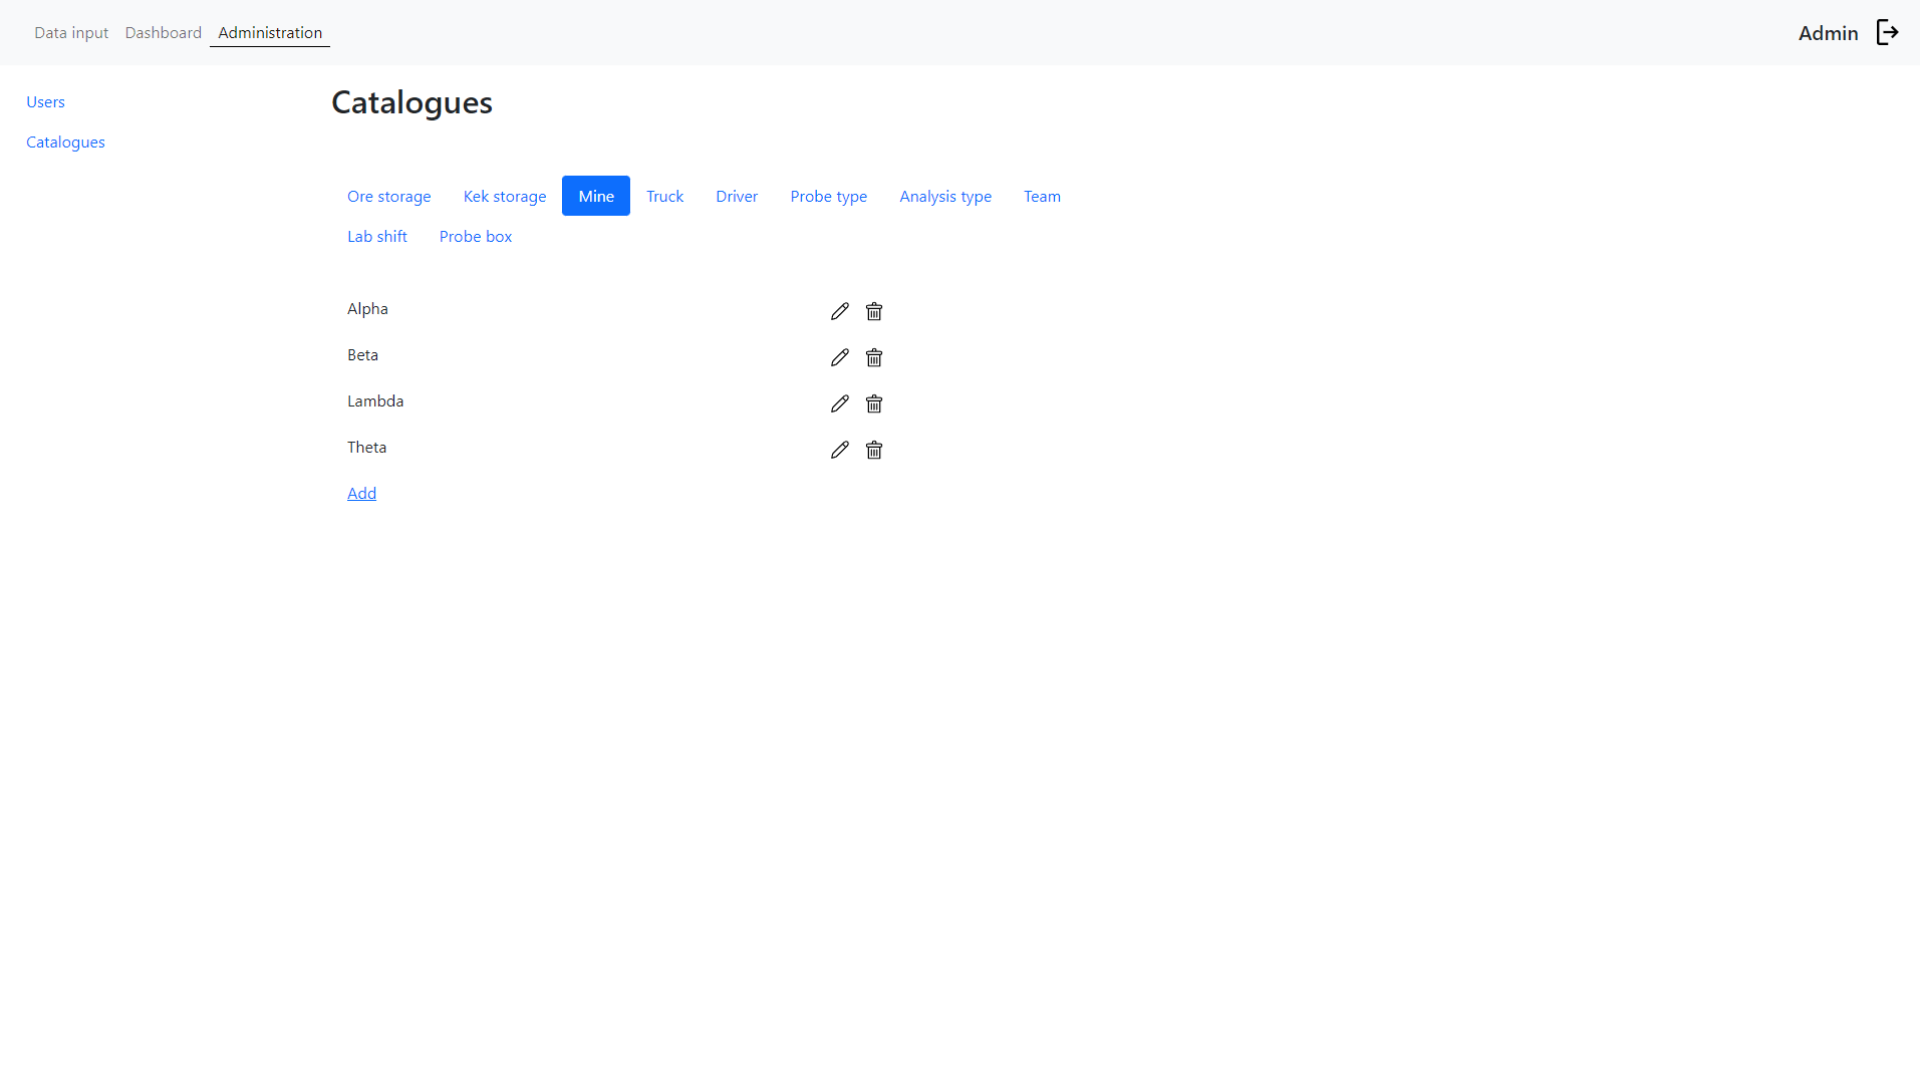 Data input Dashboard Administration Admin
Users
Catalogues
Catalogues
Ore storage Kek storage Mine Truck Driver Probe type Analysis type Team
Lab shift Probe box
Alpha
Beta
Lambda
Theta
Add